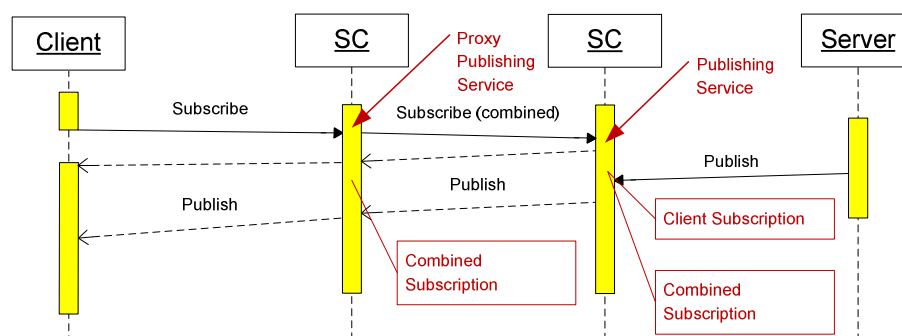 Client
SC
SC
Server
Proxy
Publishing
Service
Publishing
Service
Subscribe
Subscribe (combined)
Publish
Publish
Publish
Client Subscription
Combined
Subscription
Combined
Subscription